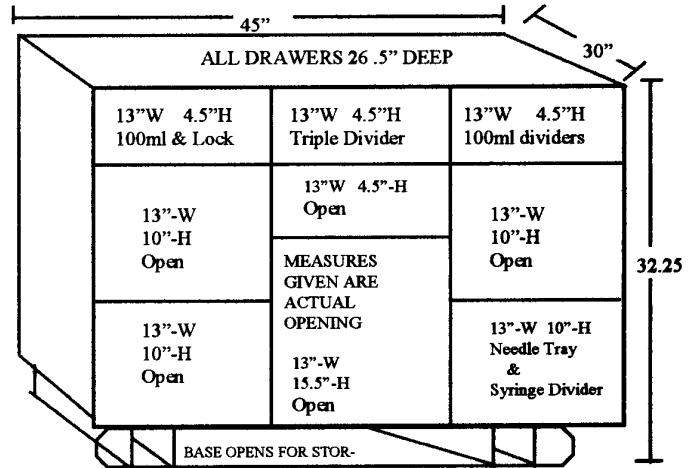 45”
30”
ALL DRAWERS 26 .5” DEEP
13”W 4.5”H
100ml & Lock
13”W 4.5”H
Triple Divider
13”W 4.5”H
100ml dividers
13”W 4.5”-H
Open
13”-W
10”-H
Open
13”-W
10”-H
Open
32.25
MEASURES
GIVEN ARE
ACTUAL
OPENING
13”-W
10”-H
Open
13”-W
15.5”-H
Open
13”-W 10”-H
Needle Tray
&
Syringe Divider
BASE OPENS FOR STOR-